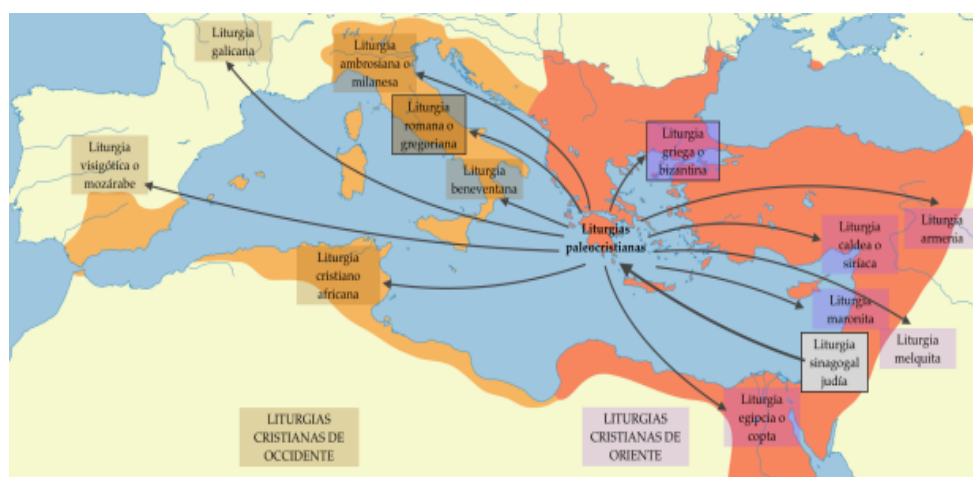 Liturgia
galicana
Liturgia
ambrosiana o
milanesa
Liturgia
romana o
gregoriana
Liturgia
griega o
bizantina
Liturgia
visigótica o
mozárabe
Liturgia
beneventana
Liturgias
paleocristianas
Liturgia
armenia
Liturgia
caldea o
siríaca
Liturgia
cristiano
africana
Liturgia
maronita
Liturgia
melquita
Liturgia
sinagogal
judía
Liturgia
egipcia o
copta
LITURGIAS
CRISTIANAS DE
OCCIDENTE
LITURGIAS
CRISTIANAS DE
ORIENTE